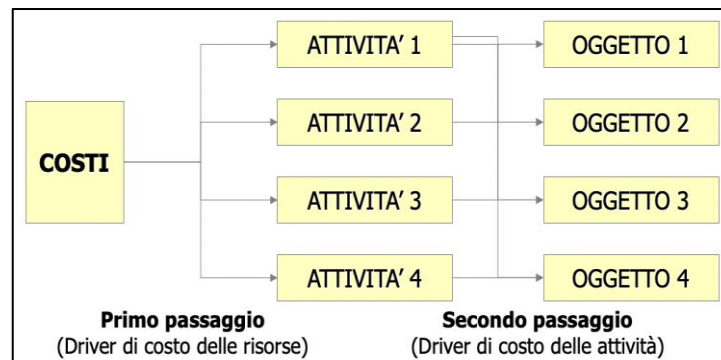 ATTIVITA’ 1
OGGETTO 1
COSTI
ATTIVITA’ 2
OGGETTO 2
ATTIVITA’ 3
OGGETTO 3
ATTIVITA’ 4
OGGETTO 4
Primo passaggio
(Driver di costo delle risorse)
Secondo passaggio
(Driver di costo delle attività)